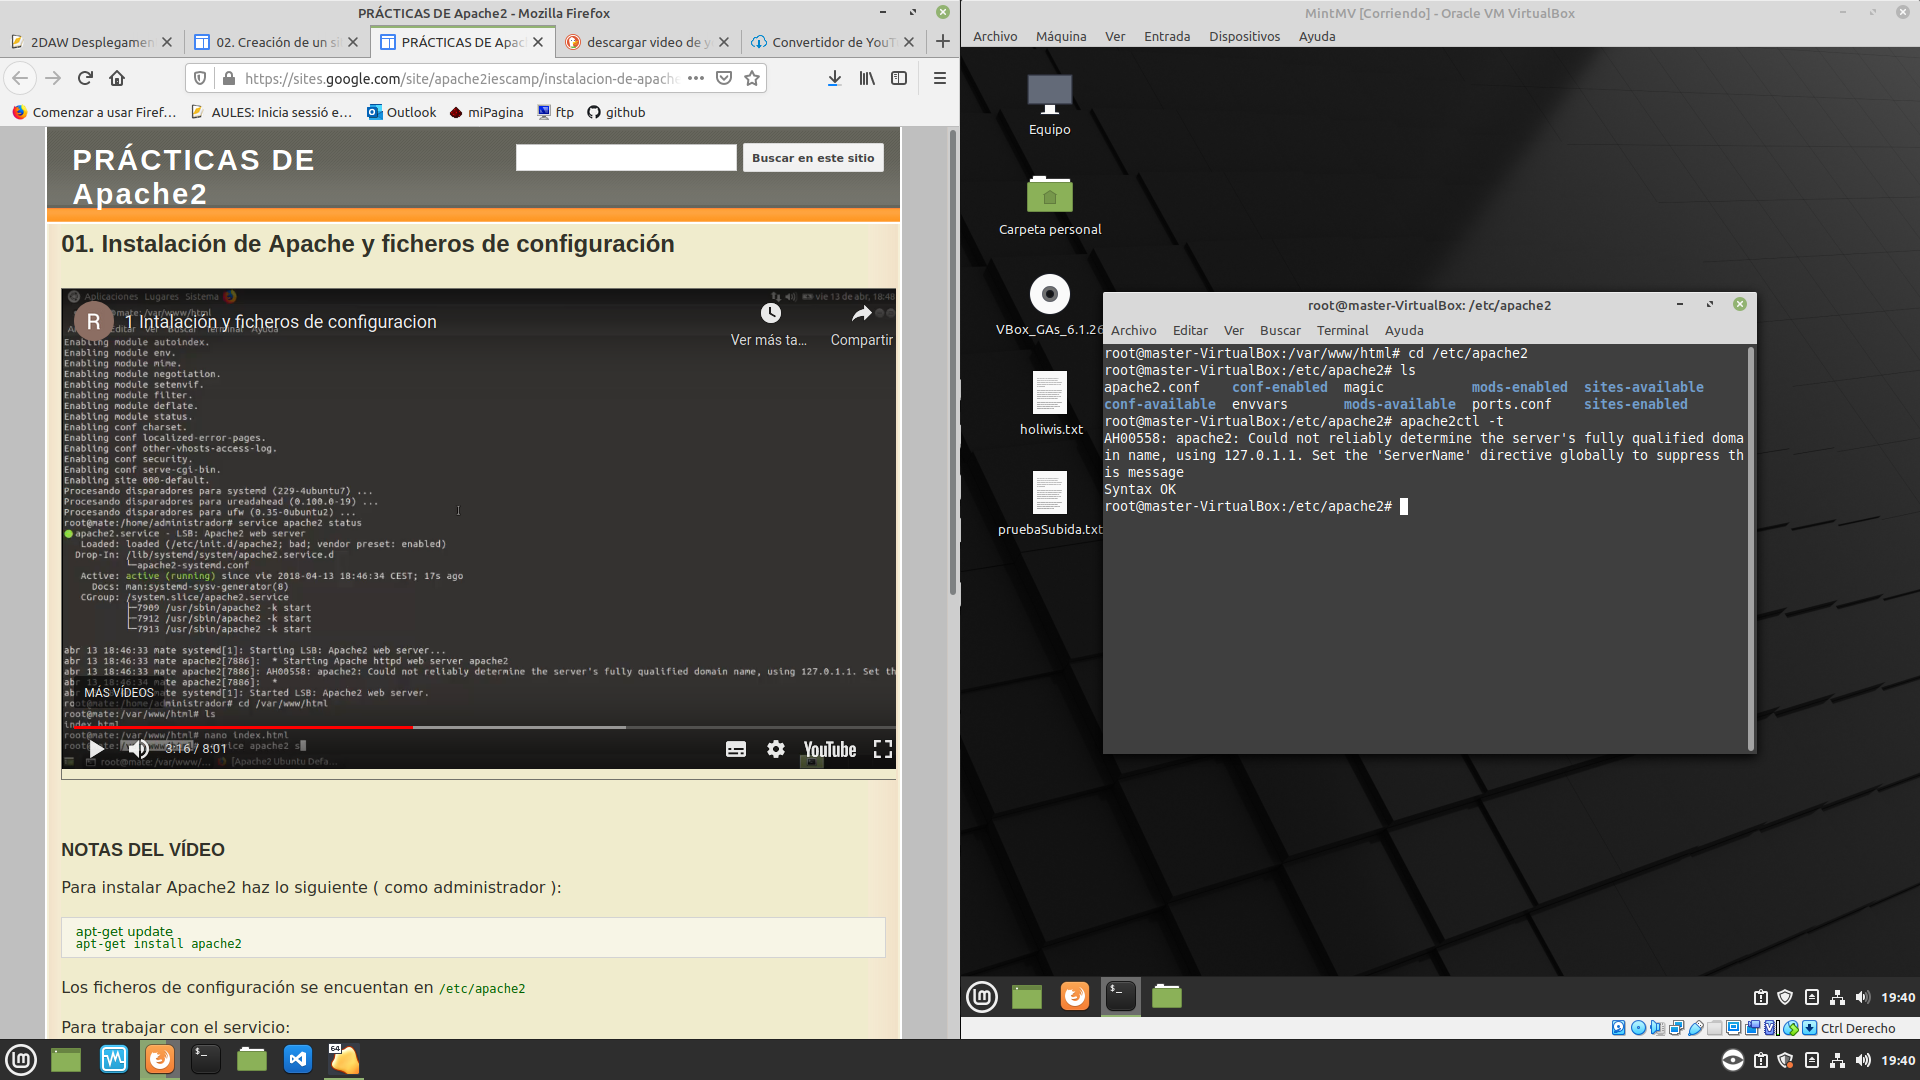 PRÁCTICAS DE Apache2 - Mozilla Firefox
2DAW Desplegamen
02. Creación de un si
PRÁCTICAS DE Apac
descargar video de y
Convertidor de YouT
https://sites.google.com/site/apache2iescamp/instalacion-de-apache
Comenzar a usar Firef...
AULES: Inicia sessió e...
Outlook
miPagina
ftp
github
PRÁCTICAS DE
Apache2
Buscar en este sitio
01. Instalación de Apache y ficheros de configuración
Aplicaciones Lugares Sistema
vie 13 de abr, 18:48
R
1 Intalación y ficheros de configuracion
Ver más ta...
Compartir
Enabling module autoindex.
Enabling module env.
Enabling module mime.
Enabling module negotiation.
Enabling module setenvif.
Enabling module filter.
Enabling module deflate.
Enabling module status.
Enabling conf charset.
Enabling conf localized-error-pages.
Enabling conf other-vhosts-access-log.
Enabling conf security.
Enabling conf serve-cgi-bin.
Enabling site 000-default.
Procesando disparadores para systemd (229-4ubuntu7) ...
Procesando disparadores para ureadahead (0.100.0-19) ...
Procesando disparadores para ufw (0.35-0ubuntu2) ...
root@mate:/home/administrador# service apache2 status
apache2.service - LSB: Apache2 web server
Loaded: loaded (/etc/init.d/apache2; bad; vendor preset: enabled)
Drop-In: /lib/systemd/system/apache2.service.d
└─apache2-systemd.conf
Active: active (running) since vie 2018-04-13 18:46:34 CEST; 17s ago
Docs: man:systemd-sysv-generator(8)
CGroup: /system.slice/apache2.service
├─7909 /usr/sbin/apache2 -k start
├─7912 /usr/sbin/apache2 -k start
└─7913 /usr/sbin/apache2 -k start
abr 13 18:46:33 mate systemd[1]: Starting LSB: Apache2 web server...
abr 13 18:46:33 mate apache2[7886]: * Starting Apache httpd web server apache2
abr 13 18:46:33 mate apache2[7886]: AH00558: apache2: Could not reliably determine the server's fully qualified domain name, using 127.0.1.1. Set th
abr 13 18:46:34 mate apache2[7886]: *
MÁS VÍDEOS
mate systemd[1]: Started LSB: Apache2 web server.
root@mate:/home/administrador# cd /var/www/html
root@mate:/var/www/html# ls
index.html
root@mate:/var/www/html# nano index.html
3:16 / 8:01
YouTube
root@mate: /var/www/...
[Apache2 Ubuntu Defa...
NOTAS DEL VÍDEO
Para instalar Apache2 haz lo siguiente ( como administrador ):
apt-get update
apt-get install apache2
Los ficheros de configuración se encuentan en /etc/apache2
Para trabajar con el servicio:
MintMV [Corriendo] - Oracle VM VirtualBox
Archivo Máquina Ver Entrada Dispositivos Ayuda
Equipo
Carpeta personal
VBox_GAs_6.1.26
holiwis.txt
pruebaSubida.txt
root@master-VirtualBox: /etc/apache2
Archivo Editar Ver Buscar Terminal Ayuda
root@master-VirtualBox:/var/www/html# cd /etc/apache2
root@master-VirtualBox:/etc/apache2# ls
apache2.conf conf-enabled magic mods-enabled sites-available
conf-available envvars mods-available ports.conf sites-enabled
root@master-VirtualBox:/etc/apache2# apache2ctl -t
AH00558: apache2: Could not reliably determine the server's fully qualified doma
in name, using 127.0.1.1. Set the 'ServerName' directive globally to suppress th
is message
Syntax OK
root@master-VirtualBox:/etc/apache2#
19:40
Ctrl Derecho
64
19:40